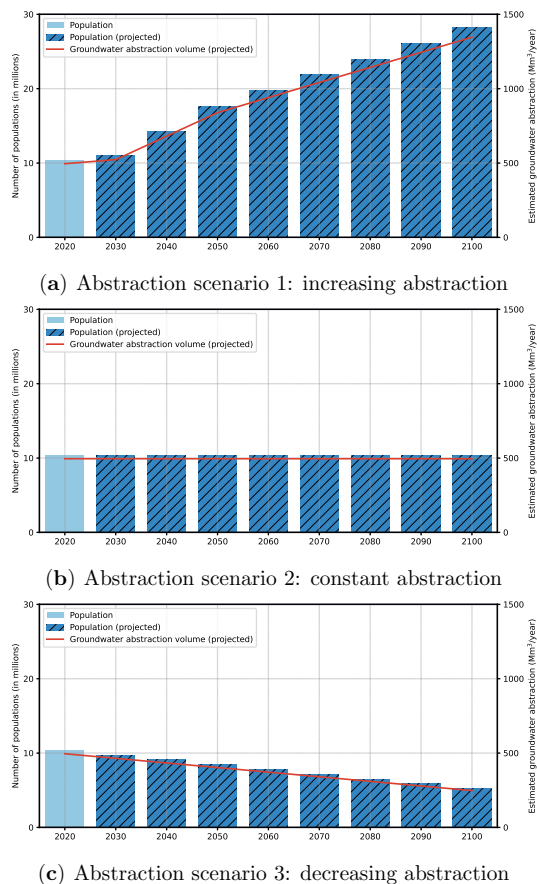 Population
Population (projected)
Groundwater abstraction volume (projected)
Number of populations (in millions)
30
20
10
0
Estimated groundwater abstraction (Mm³/year)
1500
1000
500
0
2020 2030 2040 2050 2060 2070 2080 2090 2100
(a) Abstraction scenario 1: increasing abstraction
Population
Population (projected)
Groundwater abstraction volume (projected)
Number of populations (in millions)
30
20
10
0
Estimated groundwater abstraction (Mm³/year)
1500
1000
500
0
2020 2030 2040 2050 2060 2070 2080 2090 2100
(b) Abstraction scenario 2: constant abstraction
Population
Population (projected)
Groundwater abstraction volume (projected)
Number of populations (in millions)
30
20
10
0
Estimated groundwater abstraction (Mm³/year)
1500
1000
500
0
2020 2030 2040 2050 2060 2070 2080 2090 2100
(c) Abstraction scenario 3: decreasing abstraction